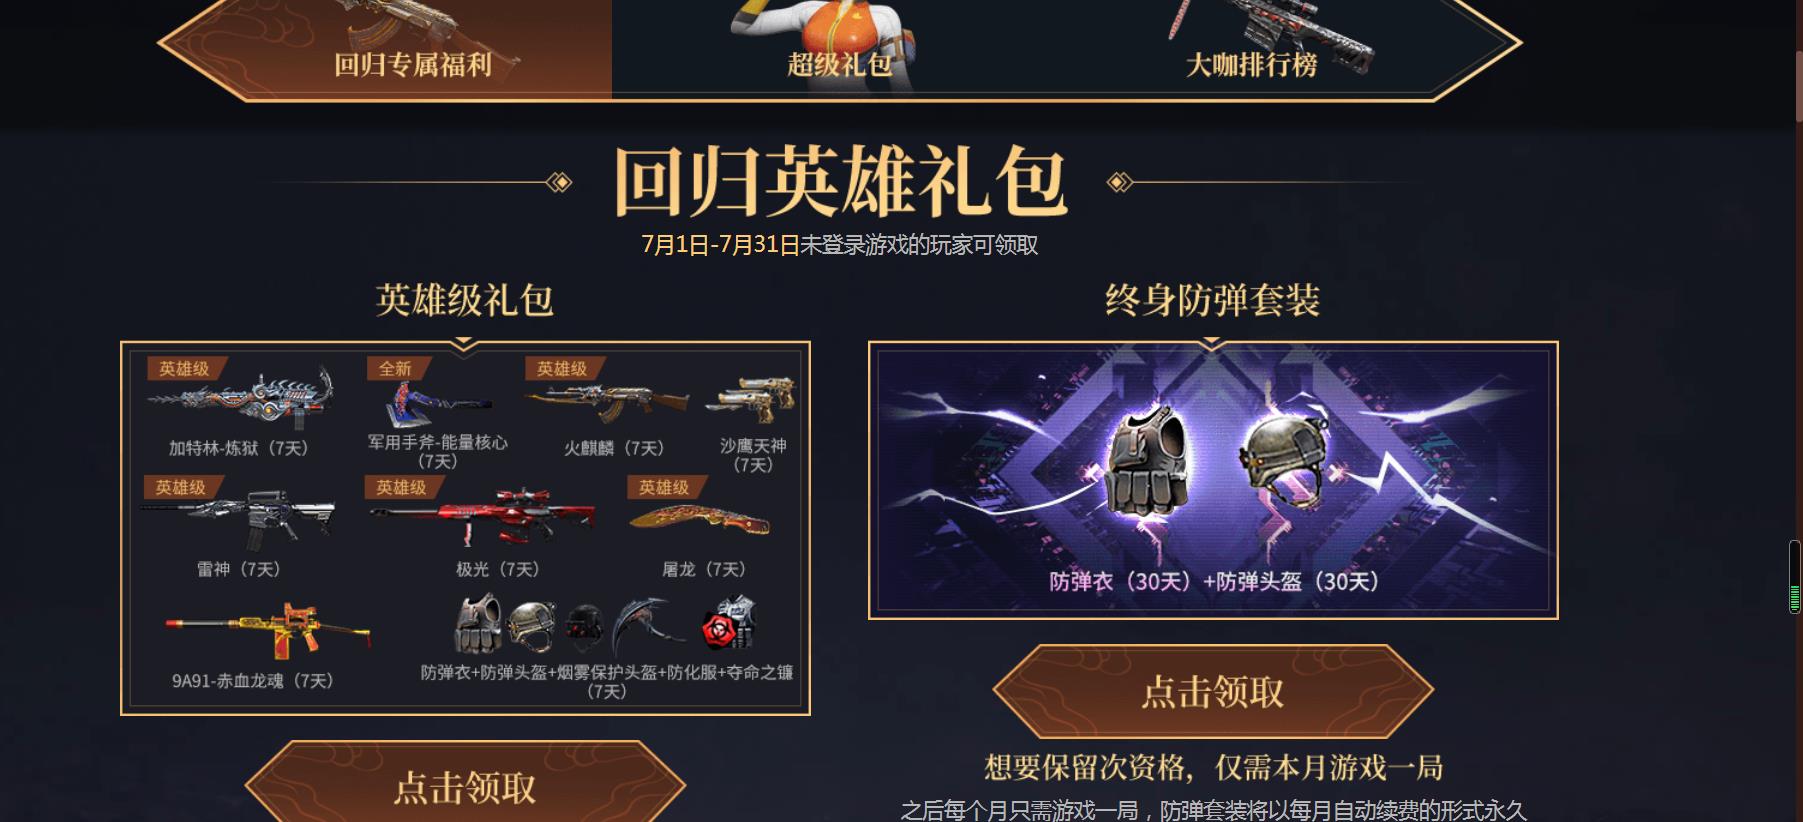 回归专属福利
超级礼包
大咖排行榜
回归英雄礼包
7月1日-7月31日未登录游戏的玩家可领取
英雄级礼包
英雄级
全新
英雄级
加特林-炼狱（7天）
军用手斧-能量核心
（7天）
火麒麟（7天）
沙鹰天神
（7天）
英雄级
英雄级
英雄级
雷神（7天）
极光（7天）
屠龙（7天）
9A91-赤血龙魂（7天）
防弹衣+防弹头盔+烟雾保护头盔+防化服+夺命之镰
（7天）
点击领取
终身防弹套装
防弹衣（30天）+防弹头盔（30天）
点击领取
想要保留次资格，仅需本月游戏一局
之后每个月只需游戏一局，防弹套装将以每月自动续费的形式永久